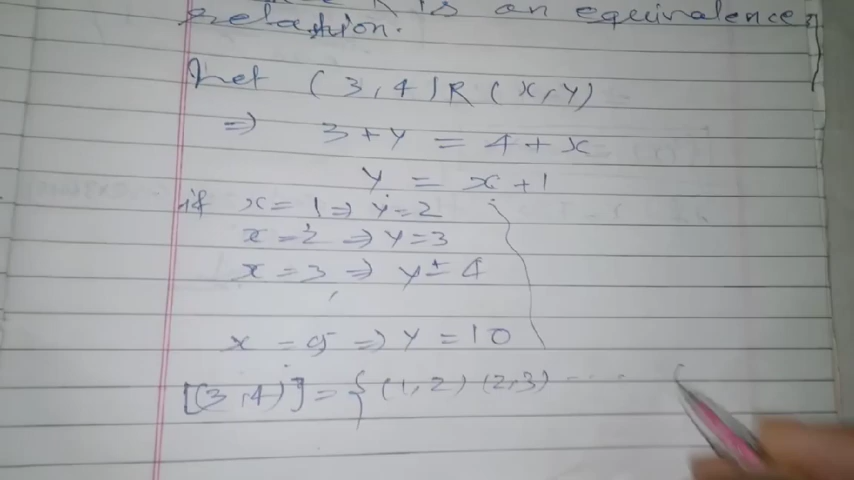 R is an equivalence
relation.
Let (3,4) R (x,y)
=> 3+y = 4+x
y = x+1
if x=1 => y=2
x=2 => y=3
x=3 => y=4
x=9 => y=10
[(3,4)] = {(1,2) (2,3) ....